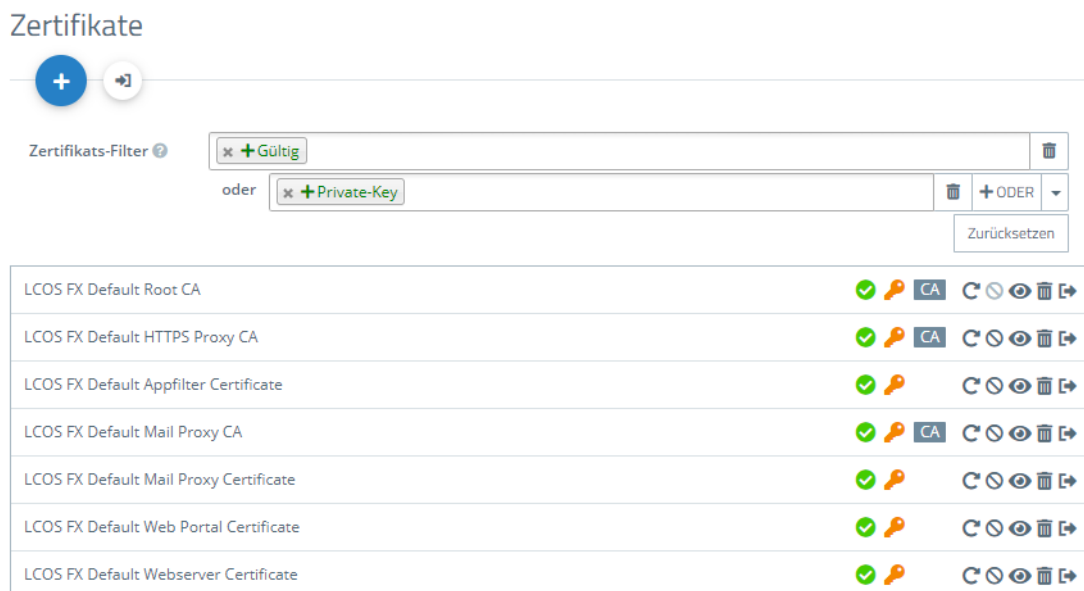 Zertifikate
Zertifikats-Filter
Gültig
oder
Private-Key
ODER
Zurücksetzen
LCOS FX Default Root CA CA
LCOS FX Default HTTPS Proxy CA CA
LCOS FX Default Appfilter Certificate
LCOS FX Default Mail Proxy CA CA
LCOS FX Default Mail Proxy Certificate
LCOS FX Default Web Portal Certificate
LCOS FX Default Webserver Certificate